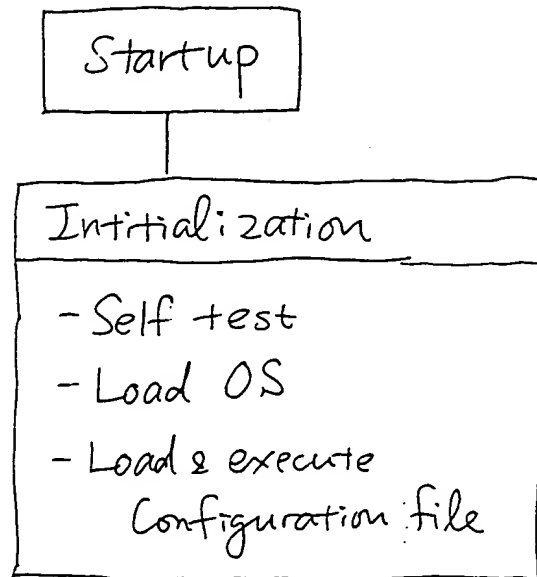 Startup
Intitialization
- Self test
- Load OS
- Load & execute
Configuration file